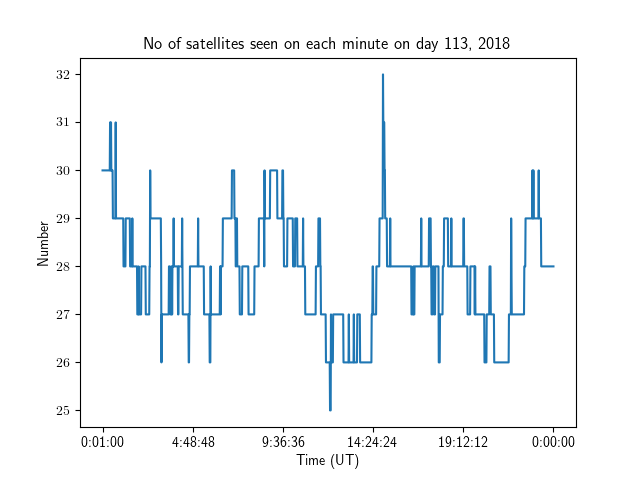 No of satellites seen on each minute on day 113, 2018
32
31
30
29
28
27
26
25
Number
0:01:00 4:48:48 9:36:36 14:24:24 19:12:12 0:00:00
Time (UT)